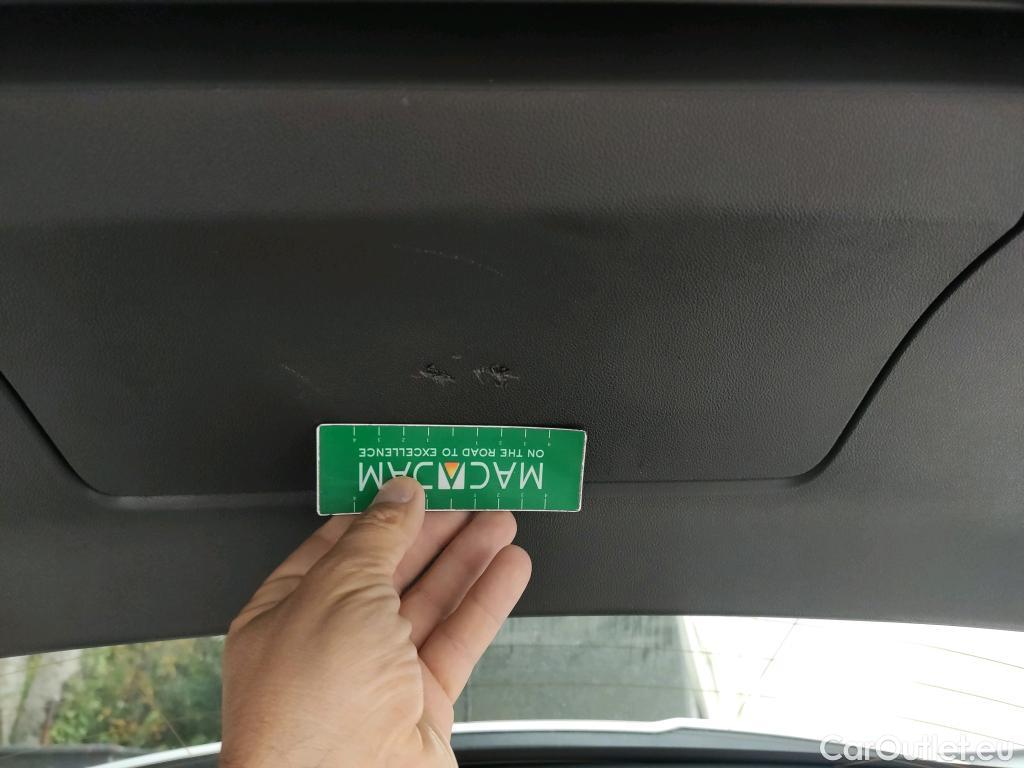 MACADAM
ON THE ROAD TO EXCELLENCE
CarOutlet.eu